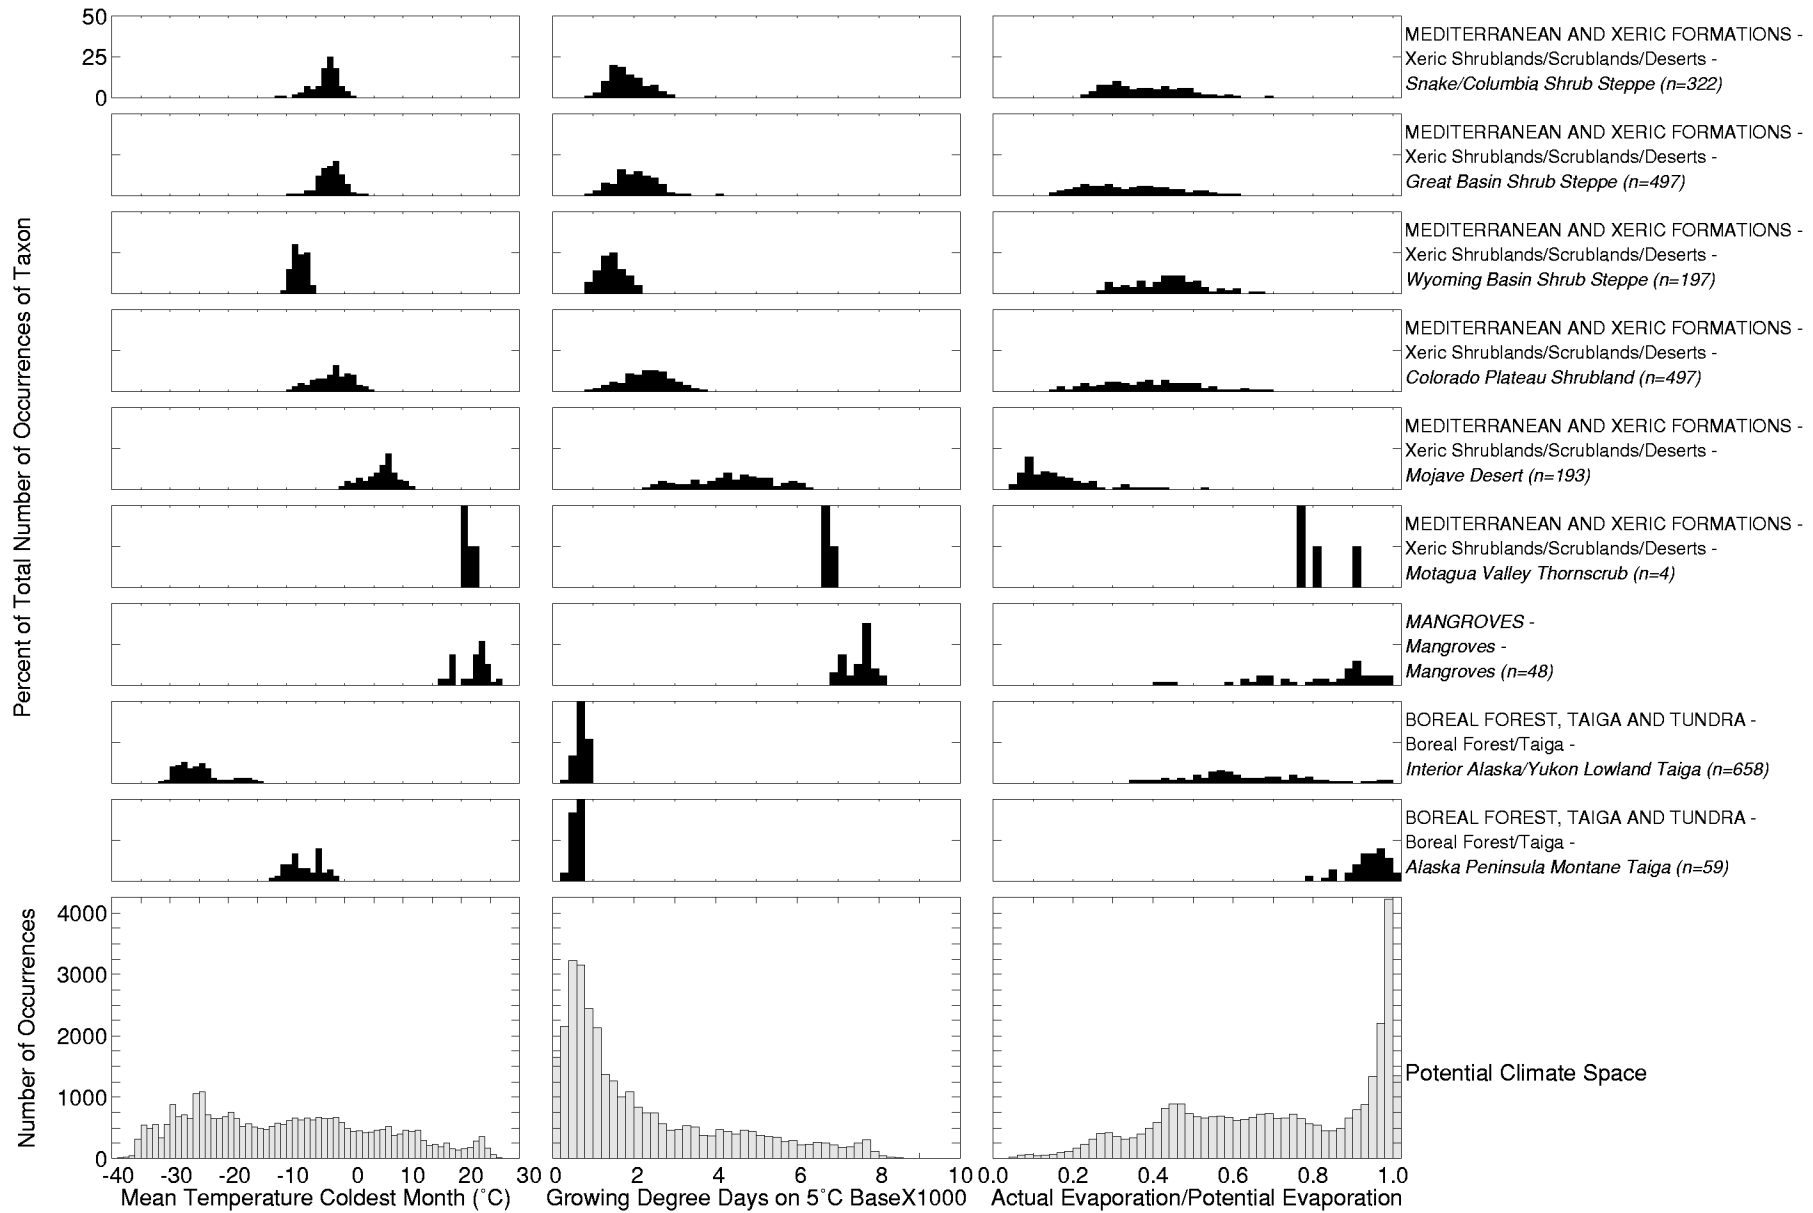 50
25
0
MEDITERRANEAN AND XERIC FORMATIONS -
Xeric Shrublands/Scrublands/Deserts -
Snake/Columbia Shrub Steppe (n=322)
MEDITERRANEAN AND XERIC FORMATIONS -
Xeric Shrublands/Scrublands/Deserts -
Great Basin Shrub Steppe (n=497)
MEDITERRANEAN AND XERIC FORMATIONS -
Xeric Shrublands/Scrublands/Deserts -
Wyoming Basin Shrub Steppe (n=197)
MEDITERRANEAN AND XERIC FORMATIONS -
Xeric Shrublands/Scrublands/Deserts -
Colorado Plateau Shrubland (n=497)
MEDITERRANEAN AND XERIC FORMATIONS -
Xeric Shrublands/Scrublands/Deserts -
Mojave Desert (n=193)
MEDITERRANEAN AND XERIC FORMATIONS -
Xeric Shrublands/Scrublands/Deserts -
Motagua Valley Thornscrub (n=4)
MANGROVES -
Mangroves -
Mangroves (n=48)
BOREAL FOREST, TAIGA AND TUNDRA -
Boreal Forest/Taiga -
Interior Alaska/Yukon Lowland Taiga (n=658)
BOREAL FOREST, TAIGA AND TUNDRA -
Boreal Forest/Taiga -
Alaska Peninsula Montane Taiga (n=59)
Percent of Total Number of Occurrences of Taxon
Number of Occurrences
4000
3000
2000
1000
0
Potential Climate Space
-40 -30 -20 -10 0 10 20 30
0 2 4 6 8 10
0.0 0.2 0.4 0.6 0.8 1.0
Mean Temperature Coldest Month (˚C)
Growing Degree Days on 5˚C BaseX1000
Actual Evaporation/Potential Evaporation